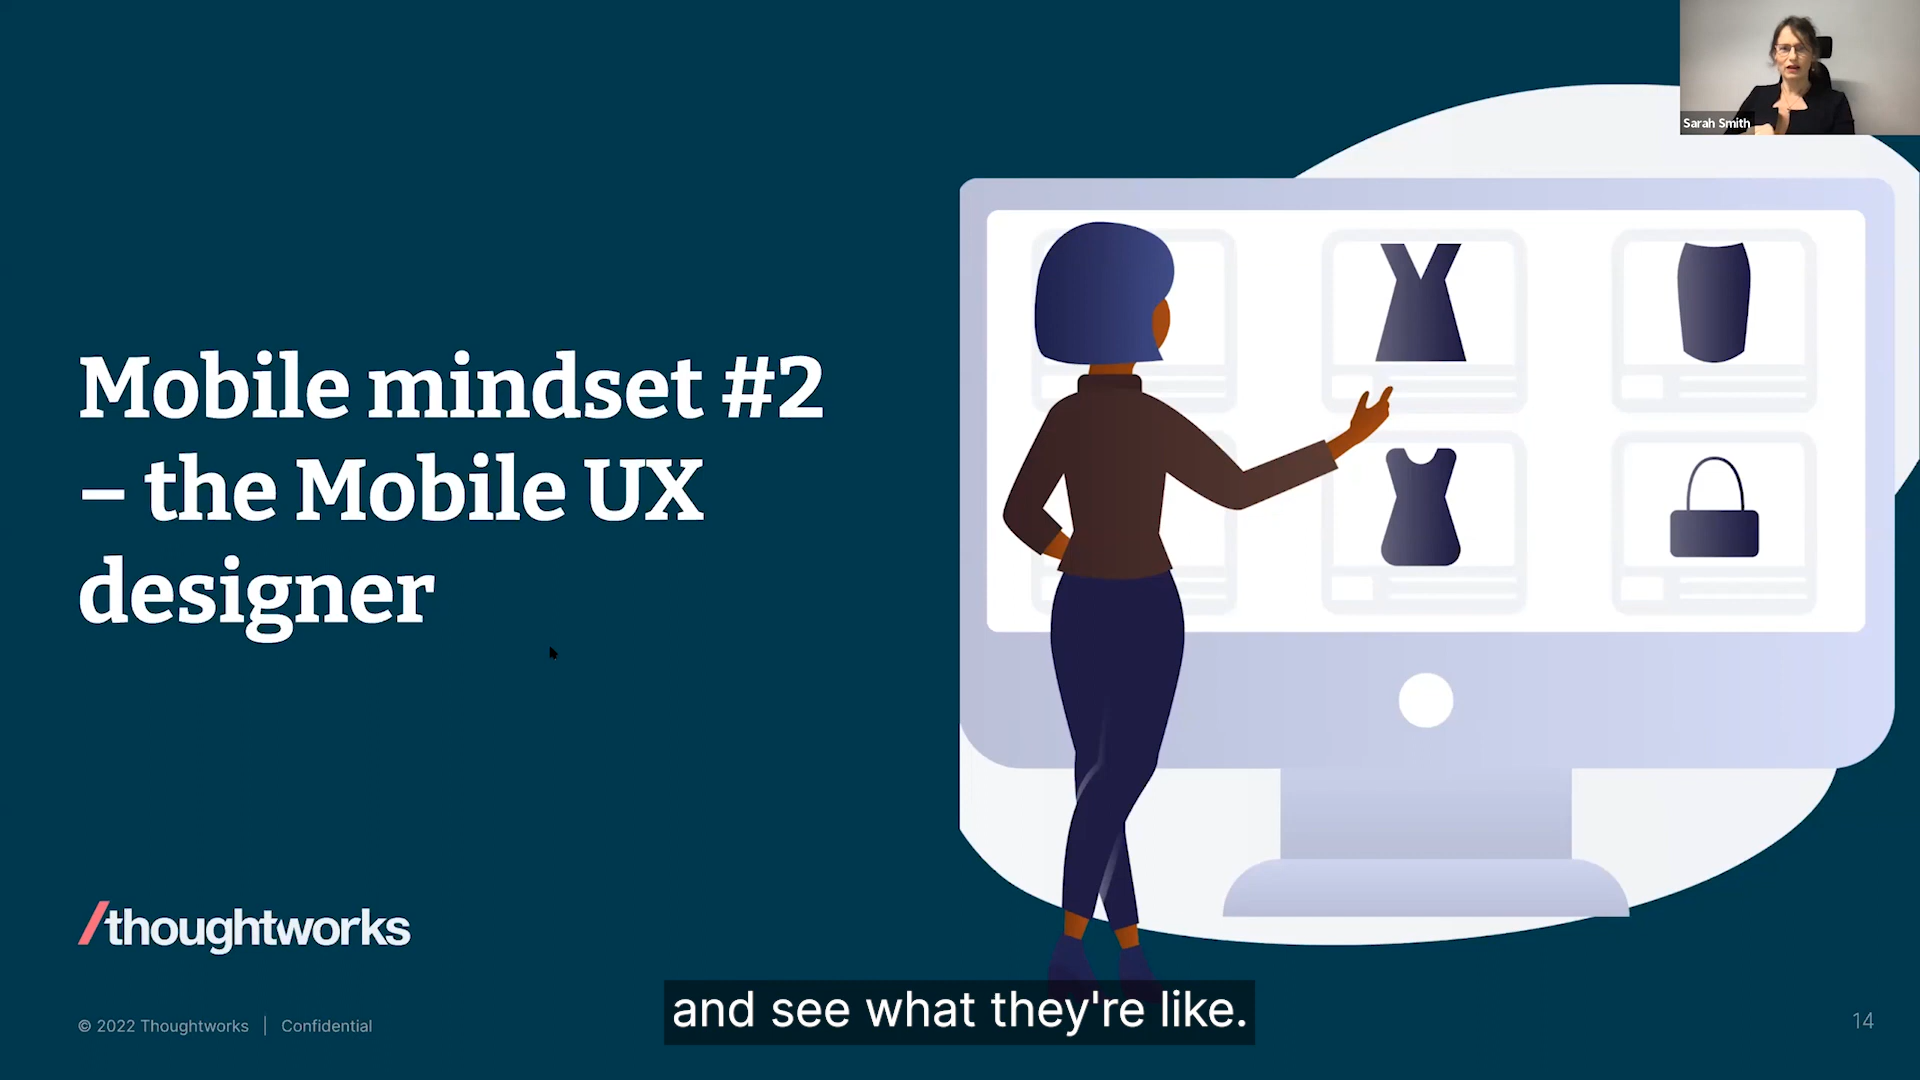 Sarah Smith
Mobile mindset #2
– the Mobile UX
designer
/thoughtworks
and see what they're like.
© 2022 Thoughtworks | Confidential
14